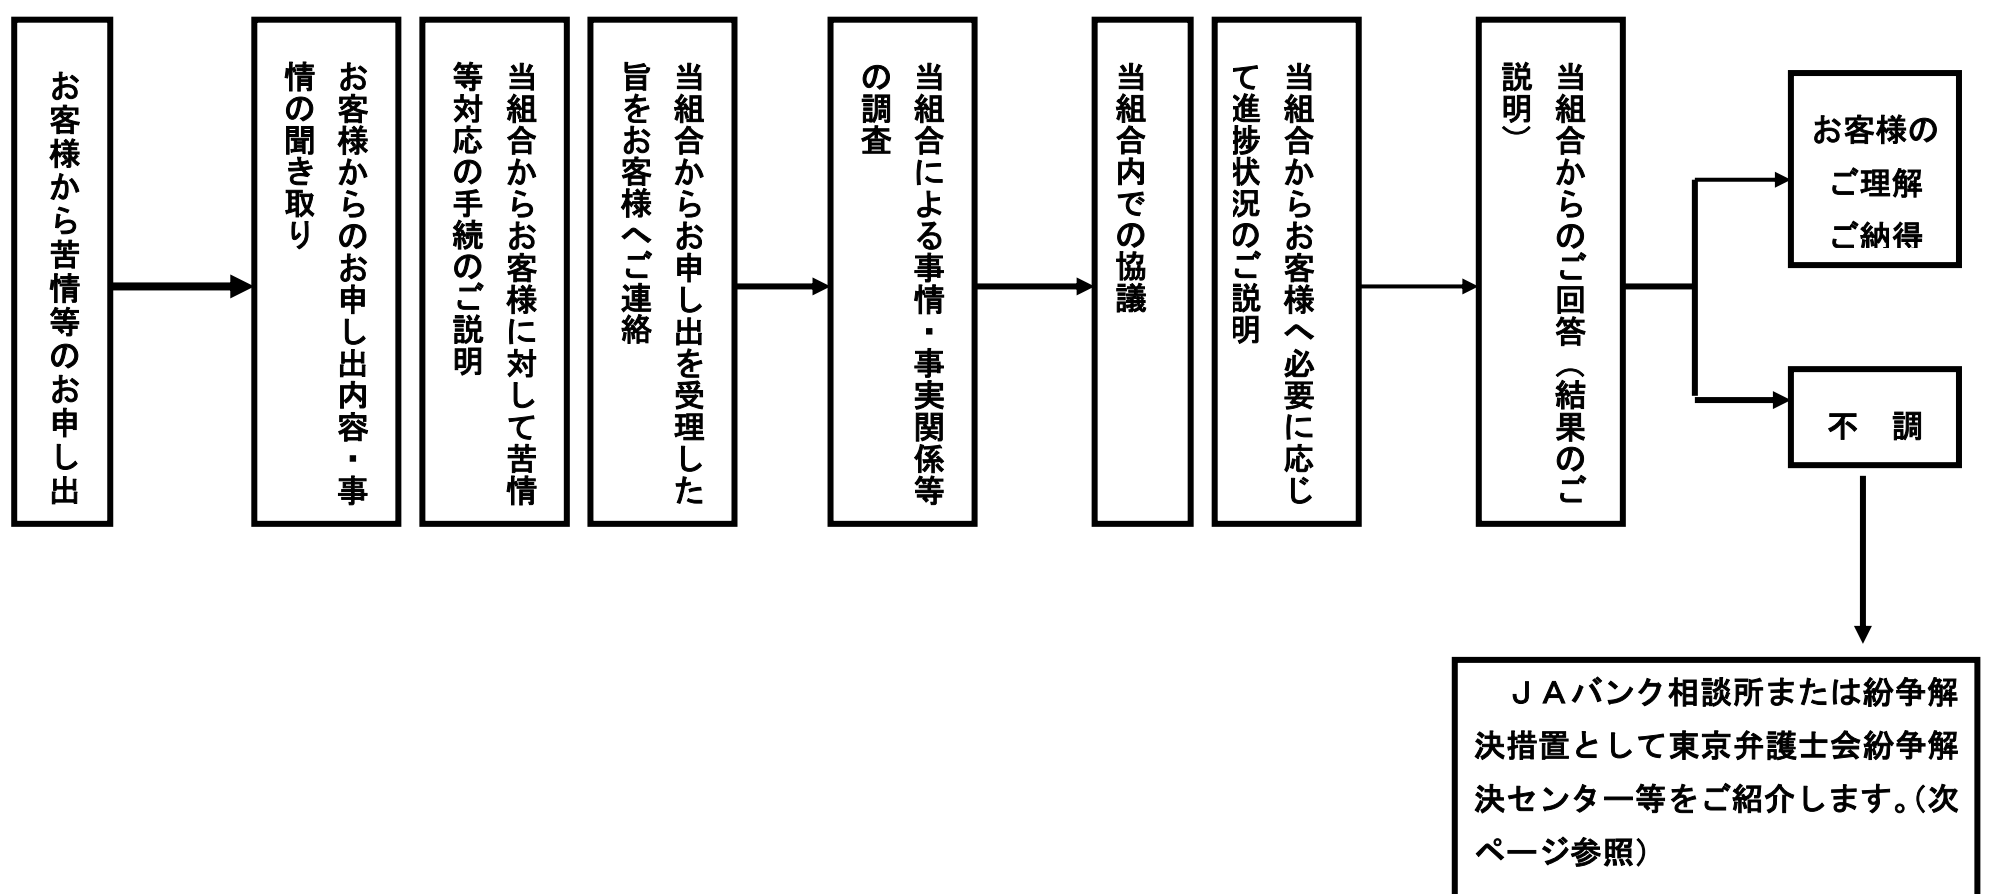 お客様から苦情等のお申し出
お客様からのお申し出内容・事
情の聞き取り
当組合からお客様に対して苦情
等対応の手続のご説明
当組合からお申し出を受理した
旨をお客様へご連絡
当組合による事情・事実関係等
の調査
当組合内での協議
当組合からお客様へ必要に応じ
て進捗状況のご説明
当組合からのご回答（結果のご
説明）
お客様の
ご理解
ご納得
不　調
ＪＡバンク相談所または紛争解
決措置として東京弁護士会紛争解
決センター等をご紹介します。（次
ページ参照）